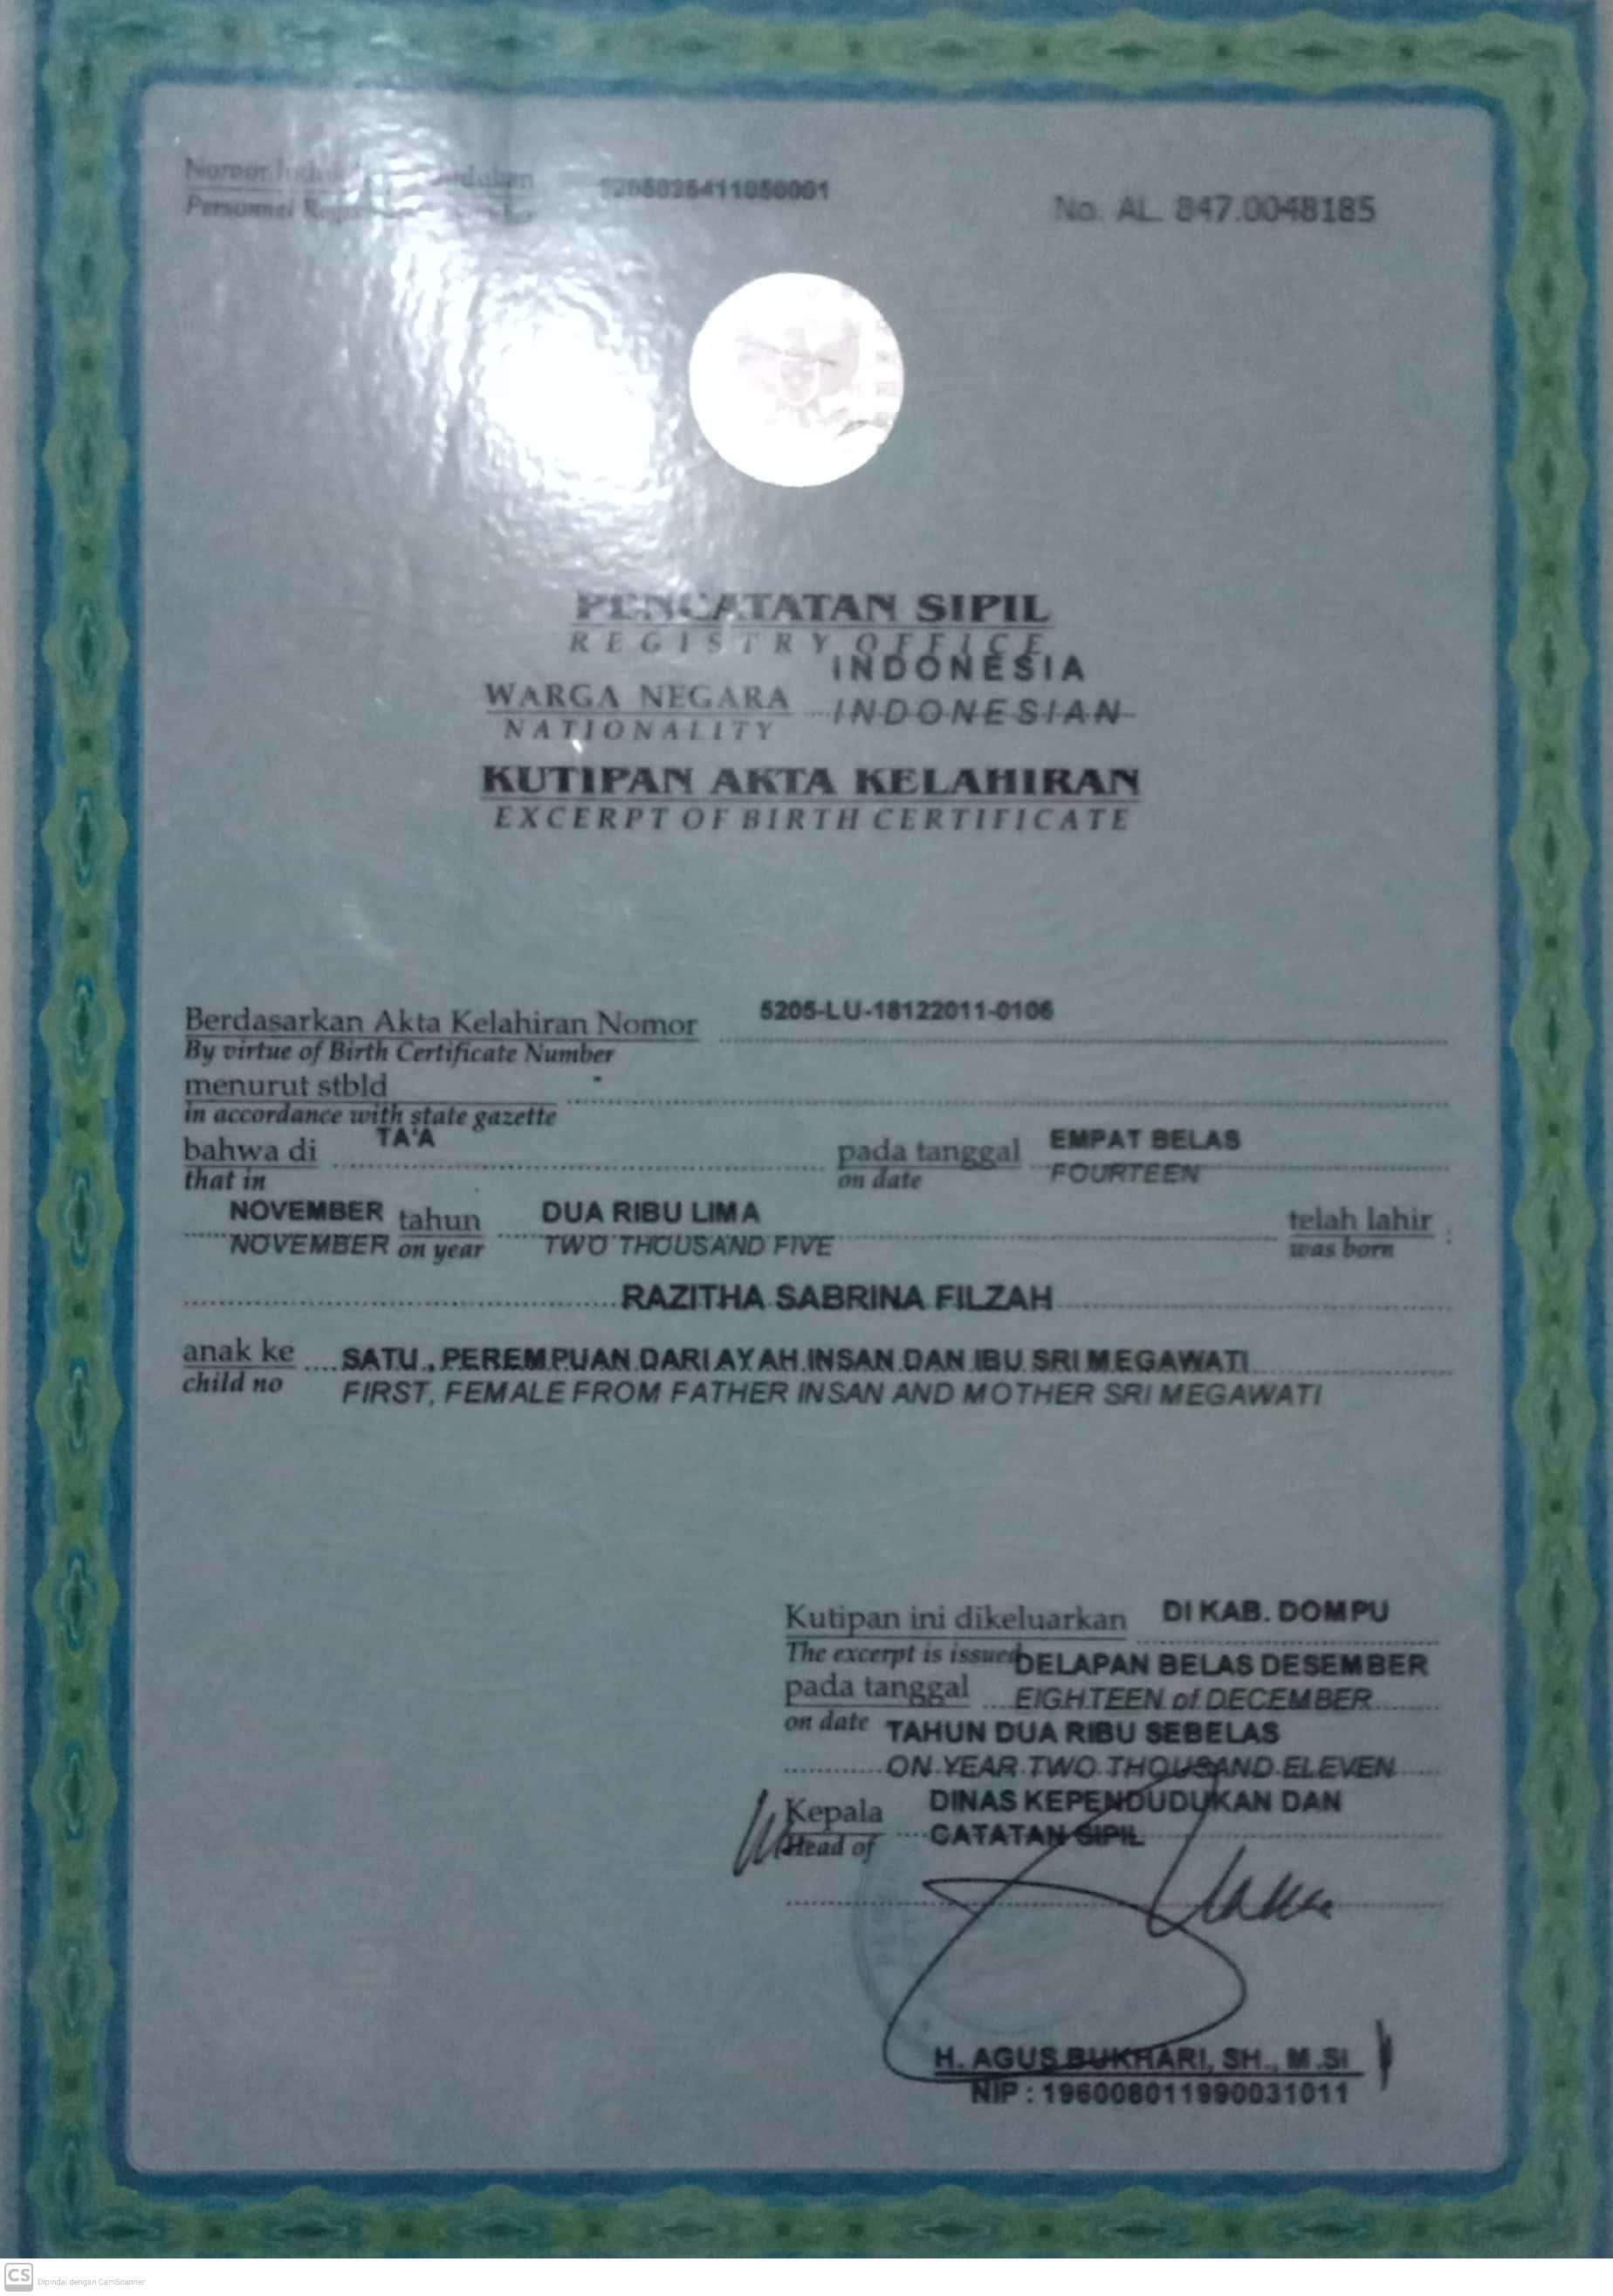 Nomor Induk Kependudukan
Personnel
No. AL 847.0048185
PENCATATAN SIPIL
REGISTRY OFFICE
INDONESIA
WARGA NEGARA INDONESIAN
NATIONALITY
KUTIPAN AKTA KELAHIRAN
EXCERPT OF BIRTH CERTIFICATE
Berdasarkan Akta Kelahiran Nomor 5205-LU-18122011-0106
By virtue of Birth Certificate Number
menurut stbld -
in accordance with state gazette
bahwa di TA'A pada tanggal EMPAT BELAS
that in on date FOURTEEN
NOVEMBER tahun DUA RIBU LIMA telah lahir :
NOVEMBER on year TWO THOUSAND FIVE was born
RAZITHA SABRINA FILZAH
anak ke SATU , PEREMPUAN DARI AYAH INSAN DAN IBU SRI MEGAWATI
child no FIRST, FEMALE FROM FATHER INSAN AND MOTHER SRI MEGAWATI
Kutipan ini dikeluarkan DI KAB. DOMPU
The excerpt is issued DELAPAN BELAS DESEMBER
pada tanggal EIGHTEEN of DECEMBER
on date TAHUN DUA RIBU SEBELAS
ON YEAR TWO THOUSAND ELEVEN
Kepala DINAS KEPENDUDUKAN DAN
Head of CATATAN SIPIL
H. AGUS BUKHARI, SH., M.SI
NIP : 196008011990031011
CS Dipindai dengan CamScanner